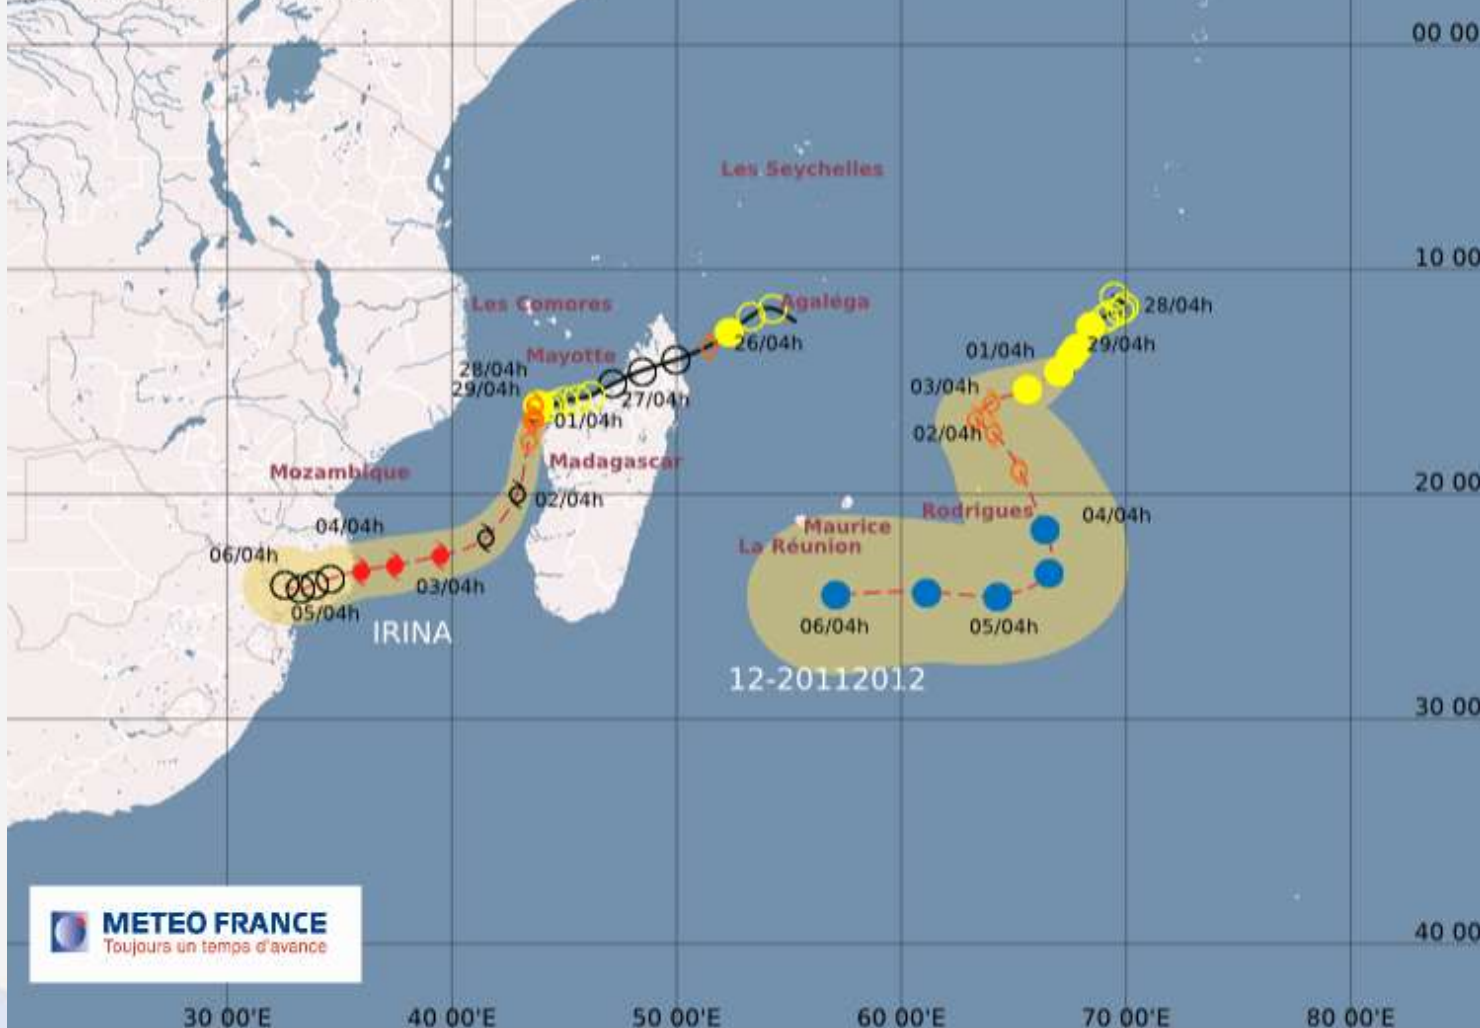 00 00
Les Seychelles
10 00
Les Comores
Agaléga
28/04h
26/04h
29/04h
01/04h
Mayotte
28/04h
29/04h
03/04h
27/04h
01/04h
02/04h
Madagascar
Mozambique
20 00
02/04h
Rodrigues
04/04h
04/04h
Maurice
La Réunion
06/04h
03/04h
05/04h
06/04h
05/04h
IRINA
12-20112012
30 00
METEO FRANCE
Toujours un temps d'avance
40 00
30 00'E
40 00'E
50 00'E
60 00'E
70 00'E
80 00'E